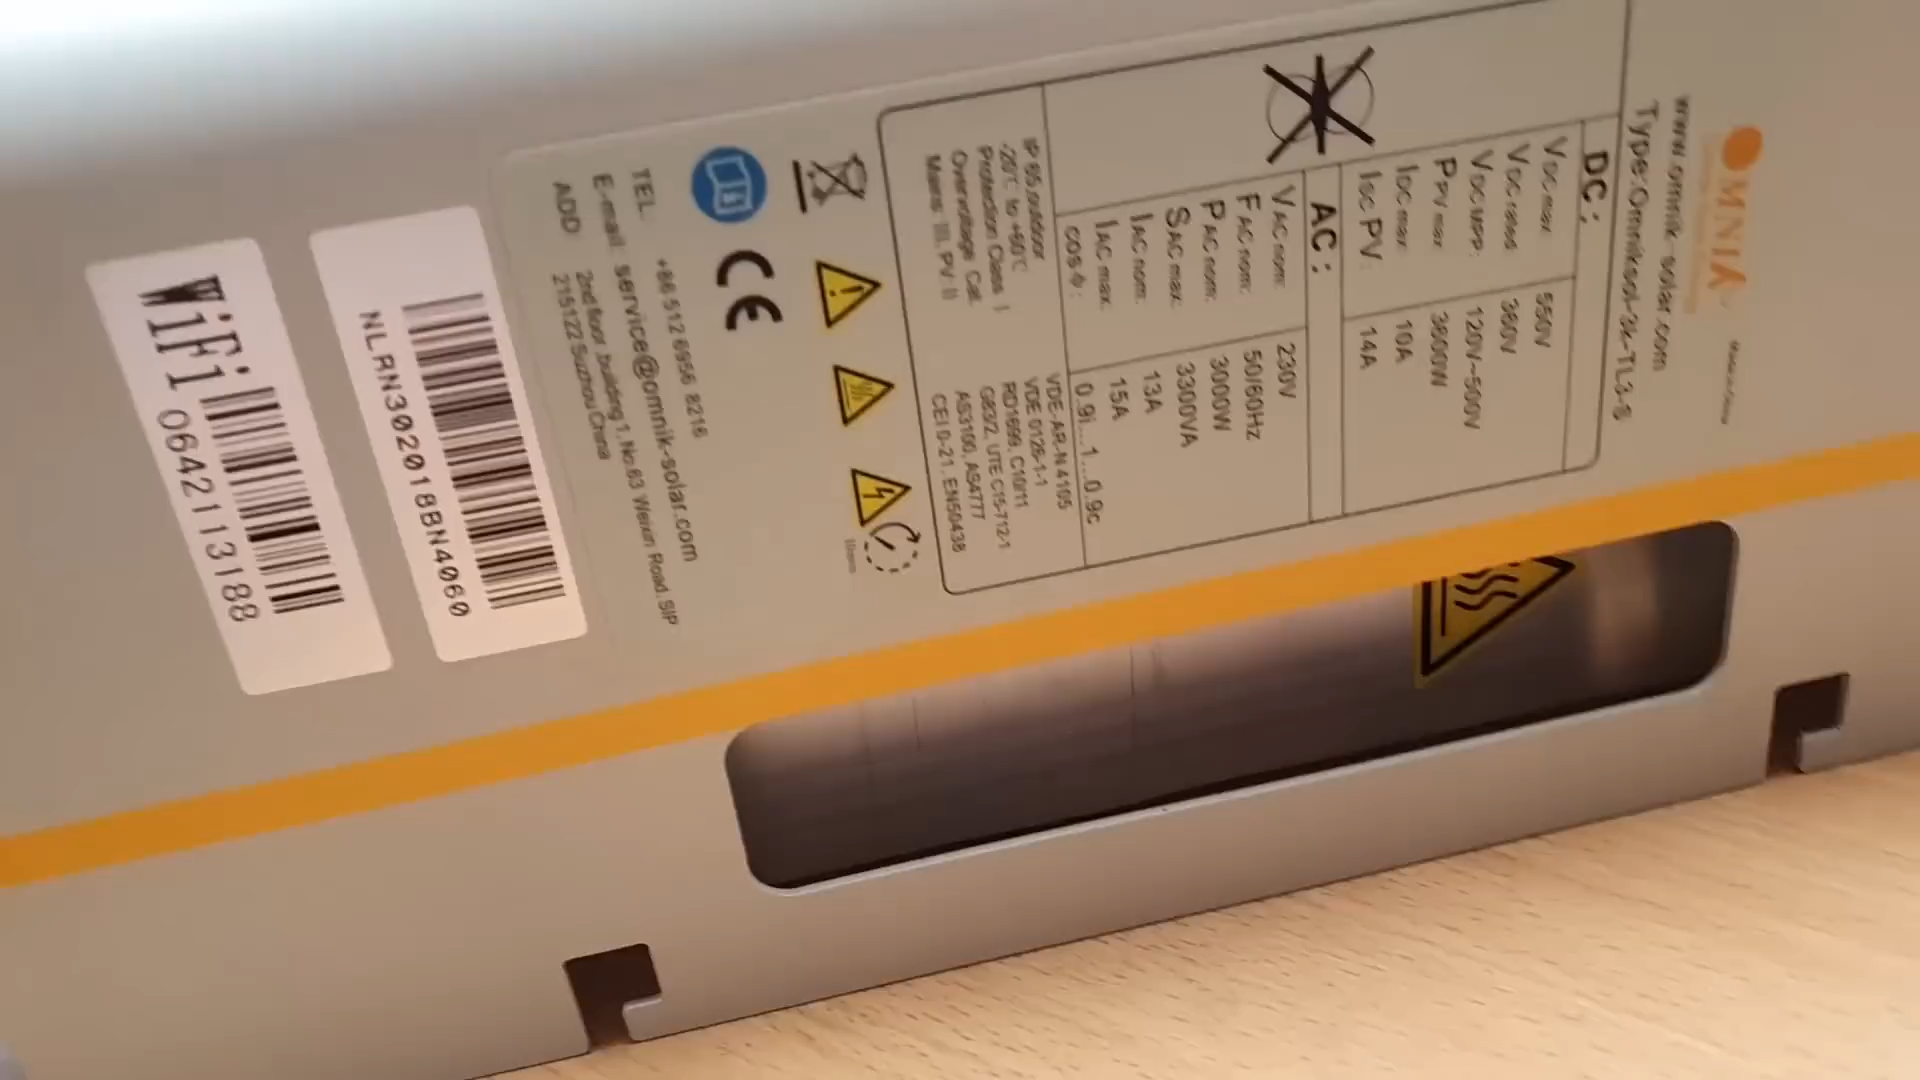 OMNIK
www.omnik-solar.com
Type:Omniksol-3k-TL3-S
DC:
VDC max: 550V
VDC rated: 360V
VDC MPP: 120V~500V
PPV max: 3600W
IDC max: 10A
ISC PV: 14A
AC:
VAC nom: 230V
FAC nom: 50/60Hz
PAC nom: 3000W
SAC max: 3300VA
IAC nom: 13A
IAC max: 15A
cosΦ: 0.9i...1...0.9c
IP 65,outdoor
-20℃ to +60℃
Protection Class I
Overvoltage Cat.
Mains: III, PV: II
VDE-AR-N 4105
VDE 0126-1-1
RD1699, C10/11
G83/2, UTE C15-712-1
AS3100, AS4777
CEI 0-21, EN50438
CE
TEL: +86 512 6956 8216
E-mail: service@omnik-solar.com
ADD: 2nd floor, building 1, No.63 Weixin Road, SIP
215122 Suzhou China
NLRN302018BN4060
WiFi
0642113188